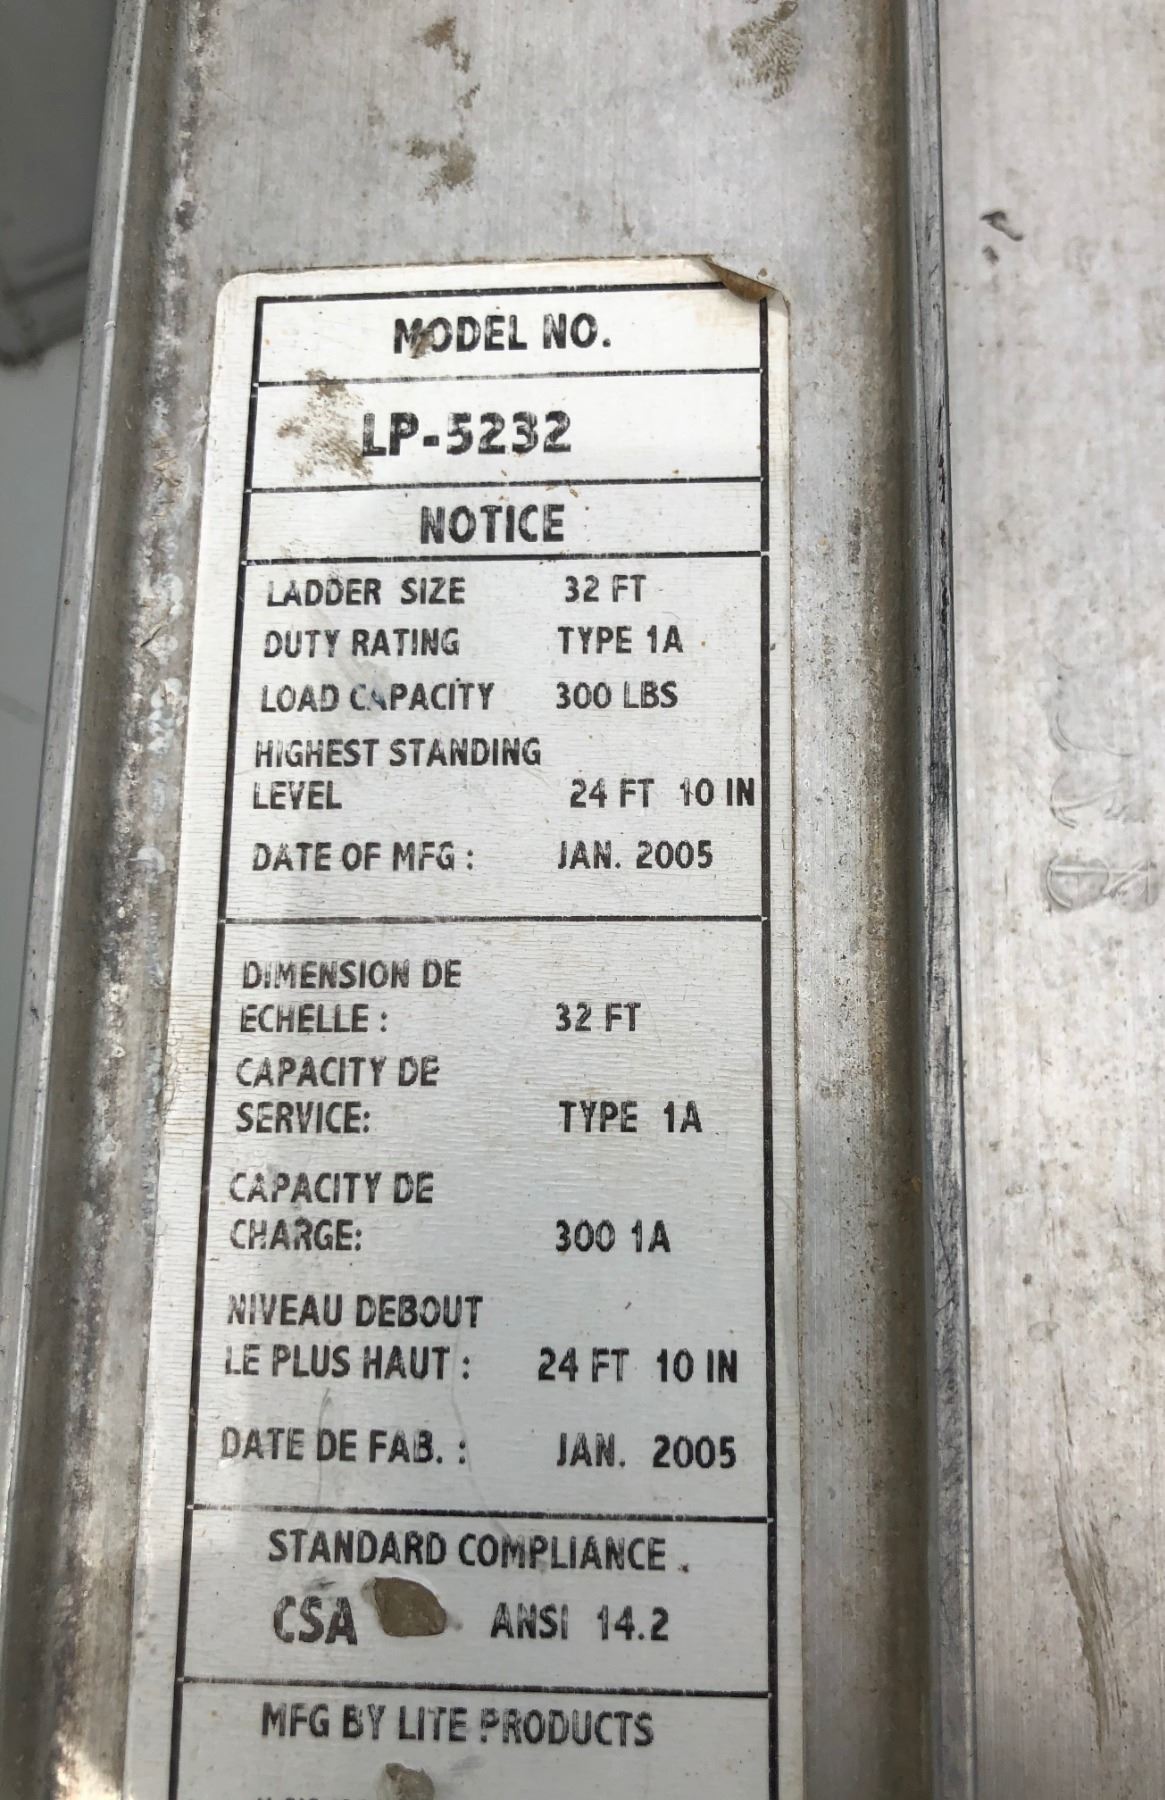 MODEL NO.
LP-5232
NOTICE
LADDER SIZE 32 FT
DUTY RATING TYPE 1A
LOAD CAPACITY 300 LBS
HIGHEST STANDING
LEVEL 24 FT 10 IN
DATE OF MFG : JAN. 2005
DIMENSION DE
ECHELLE : 32 FT
CAPACITY DE
SERVICE: TYPE 1A
CAPACITY DE
CHARGE: 300 1A
NIVEAU DEBOUT
LE PLUS HAUT : 24 FT 10 IN
DATE DE FAB. : JAN. 2005
STANDARD COMPLIANCE
CSA ANSI 14.2
MFG BY LITE PRODUCTS